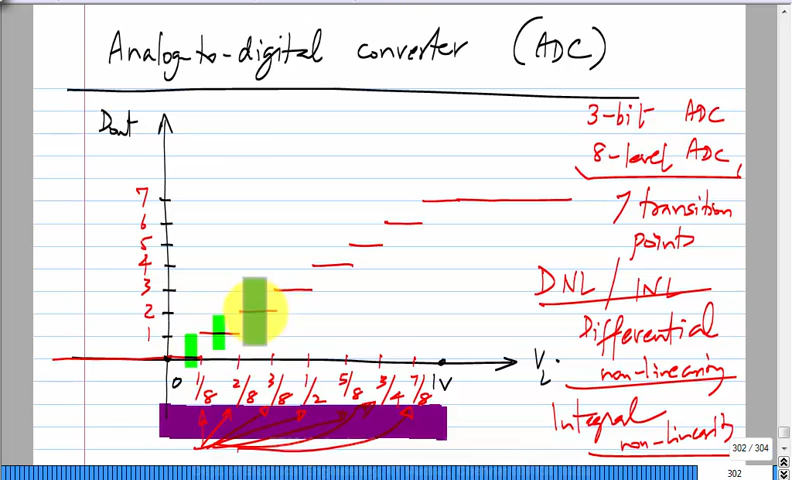 Analog-to-digital converter (ADC)
Dout
3-bit ADC
8-level ADC,
7 transition
points
DNL / INL
Differential
non-linearity
Integral
non-linearity
7
6
5
4
3
2
1
0 1/8 2/8 3/8 1/2 5/8 3/4 7/8 1V
Vi
302 / 304
302